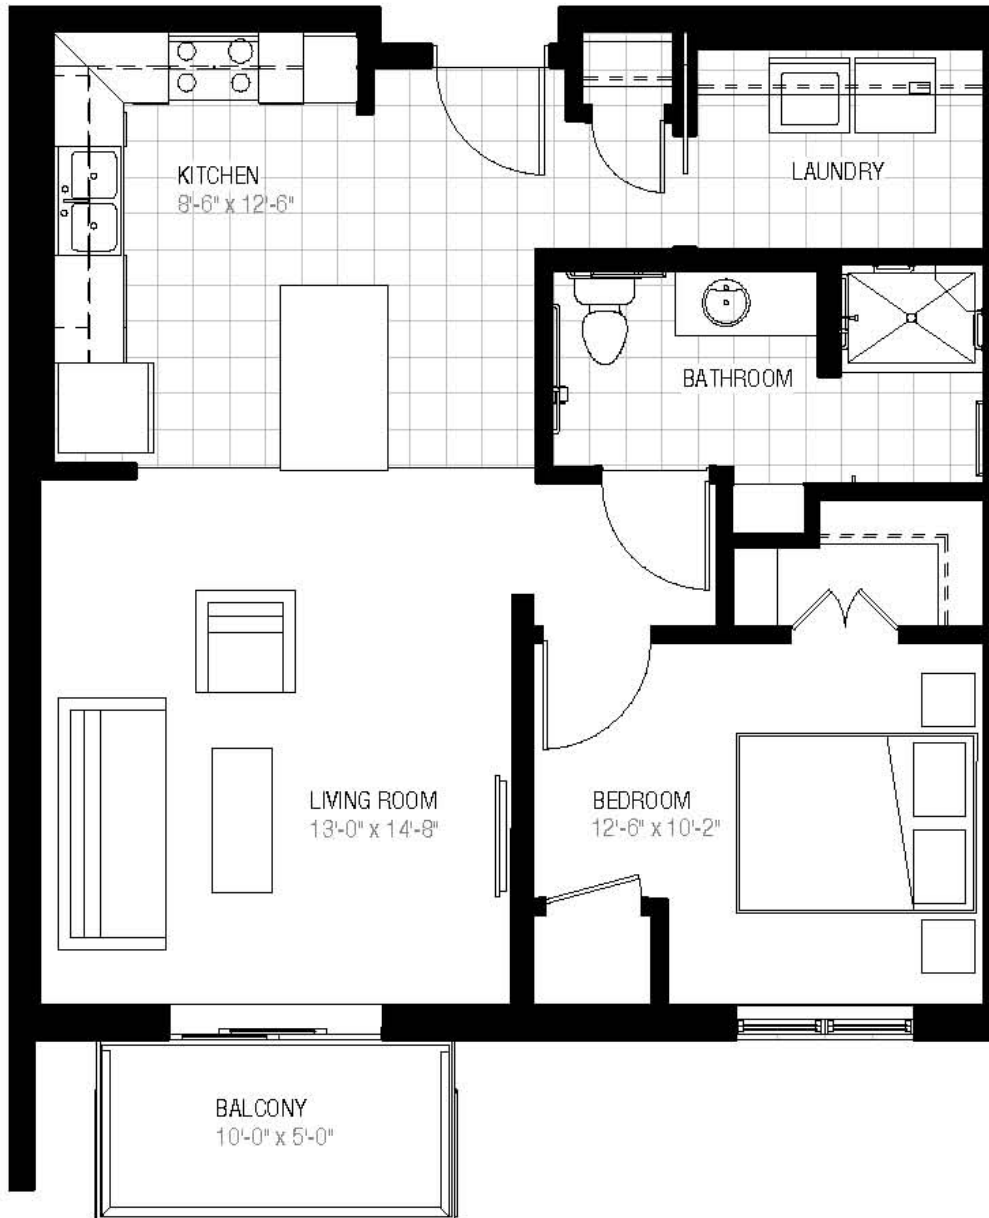 KITCHEN
8'-6" x 12'-6"
LAUNDRY
BATHROOM
LIVING ROOM
13'-0" x 14'-8"
BEDROOM
12'-6" x 10'-2"
BALCONY
10'-0" x 5'-0"